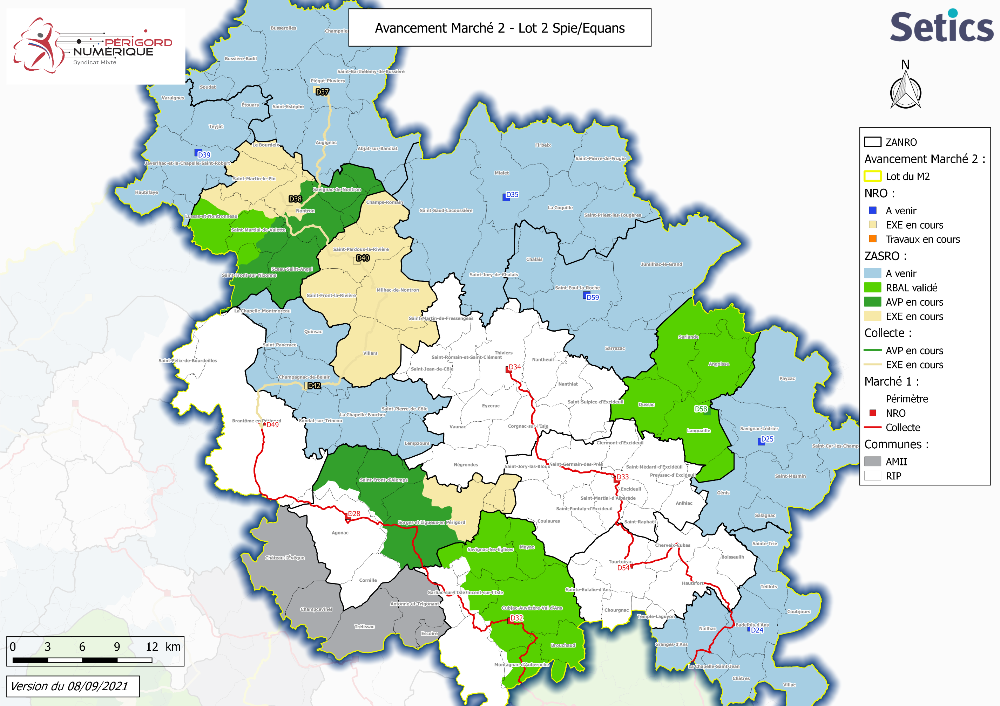 Avancement Marché 2 - Lot 2 Spie/Equans
PÉRIGORD
NUMÉRIQUE
Syndicat Mixte
Setics
N
ZANRO
Avancement Marché 2 :
Lot du M2
NRO :
A venir
EXE en cours
Travaux en cours
ZASRO :
A venir
RBAL validé
AVP en cours
EXE en cours
Collecte :
AVP en cours
EXE en cours
Marché 1 :
Périmètre
NRO
Collecte
Communes :
AMII
RIP
Busserolles
Bussière-Badil
Saint-Barthélemy-de-Bussière
Piégut-Pluviers
D37
Soudat
Varaignes
Étouars
Saint-Estèphe
Teyjat
Augignac
Abjat-sur-Bandiat
Le Bourdeix
D39
Javerlhac-et-la-Chapelle-Saint-Robert
Saint-Martin-le-Pin
Hautefaye
Savignac-de-Nontron
D38
Nontron
Champs-Romain
Lussas-et-Nontronneau
Saint-Martial-de-Valette
Firbeix
Saint-Pierre-de-Frugie
Mialet
D35
La Coquille
Saint-Saud-Lacoussière
Saint-Priest-les-Fougères
Saint-Pardoux-la-Rivière
D40
Chalais
Jumilhac-le-Grand
Sceau-Saint-Angel
Saint-Front-sur-Nizonne
Saint-Jory-de-Chalais
Saint-Front-la-Rivière
Milhac-de-Nontron
Saint-Paul-la-Roche
D59
La Chapelle-Montmoreau
Saint-Martin-de-Fressengeas
Quinsac
Saint-Pancrace
Sarlande
Sarrazac
Villars
Thiviers
Saint-Romain-et-Saint-Clément
Nantheuil
Saint-Félix-de-Bourdeilles
Saint-Jean-de-Côle
D34
Angoisse
Champagnac-de-Belair
D42
Nanthiat
Payzac
Saint-Sulpice-d'Excideuil
Dussac
Eyzerac
Saint-Pierre-de-Côle
La Chapelle-Faucher
D58
Brantôme en Périgord
D49
Condat-sur-Trincou
Vaunac
Corgnac-sur-l'Isle
Lanouaille
Savignac-Lédrier
D25
Lempzours
Clermont-d'Excideuil
Négrondes
Saint-Jory-las-Bloux
Saint-Germain-des-Prés
Saint-Médard-d'Excideuil
Preyssac-d'Excideuil
Saint-Mesmin
D33
Saint-Front-d'Alemps
Excideuil
Génis
Saint-Martial-d'Albarède
Anlhiac
Saint-Pantaly-d'Excideuil
D28
Salagnac
Sorges et Ligueux en Périgord
Coulaures
Saint-Raphaël
Agonac
Savignac-les-Églises
Mayac
Cherveix-Cubas
Sainte-Trie
Château-l'Évêque
Boisseuilh
Tourtoirac
D54
Cornille
Hautefort
Teillots
Sarliac-sur-l'Isle
Sainte-Eulalie-d'Ans
Antonne-et-Trigonant
Champcevinel
Cubjac-Auvézère-Val d'Ans
Chourgnac
Coubjours
D32
Temple-Laguyon
Trélissac
Nailhac
Badefols-d'Ans
D24
Escoire
Brouchaud
Granges-d'Ans
Montagnac-d'Auberoche
La Chapelle-Saint-Jean
Châtres
Villac
0 3 6 9 12 km
Version du 08/09/2021